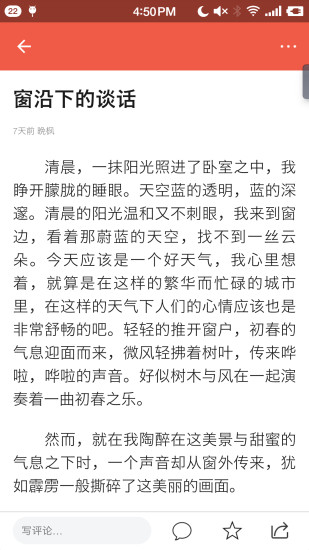 22
4:50PM
窗沿下的谈话
7天前 晚枫
清晨，一抹阳光照进了卧室之中，我
睁开朦胧的睡眼。天空蓝的透明，蓝的深
邃。清晨的阳光温和又不刺眼，我来到窗
边，看着那蔚蓝的天空，找不到一丝云
朵。今天应该是一个好天气，我心里想
着，就算是在这样的繁华而忙碌的城市
里，在这样的天气下人们的心情应该也是
非常舒畅的吧。轻轻的推开窗户，初春的
气息迎面而来，微风轻拂着树叶，传来哗
啦，哗啦的声音。好似树木与风在一起演
奏着一曲初春之乐。
然而，就在我陶醉在这美景与甜蜜的
气息之下时，一个声音却从窗外传来，犹
如霹雳一般撕碎了这美丽的画面。
写评论...